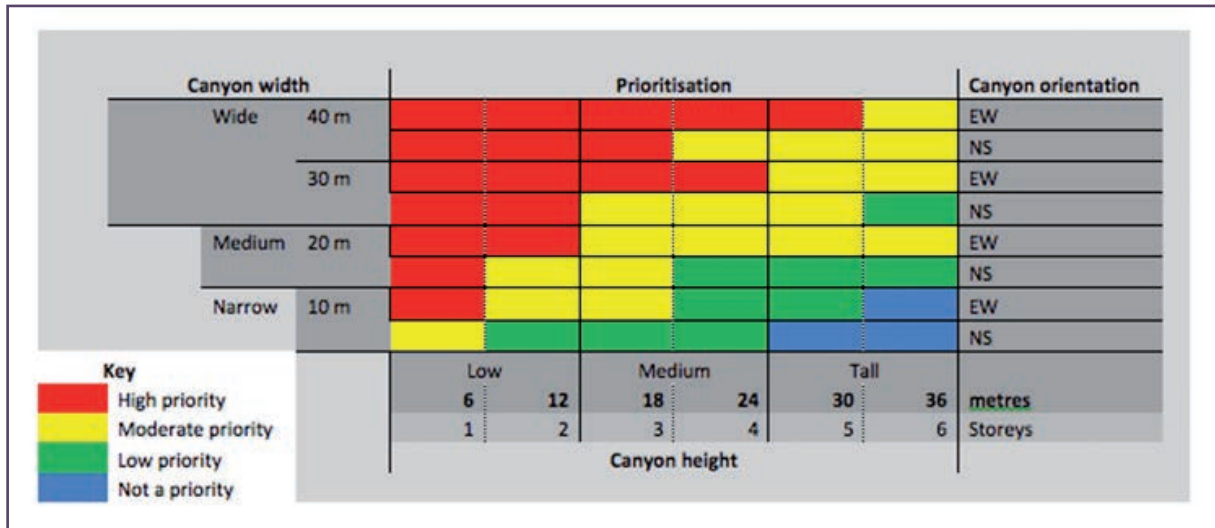 Canyon width Prioritisation Canyon orientation
Wide 40 m EW
NS
30 m EW
NS
Medium 20 m EW
NS
Narrow 10 m EW
NS
Key
High priority
Moderate priority
Low priority
Not a priority
Low Medium Tall
6 12 18 24 30 36 metres
1 2 3 4 5 6 Storeys
Canyon height